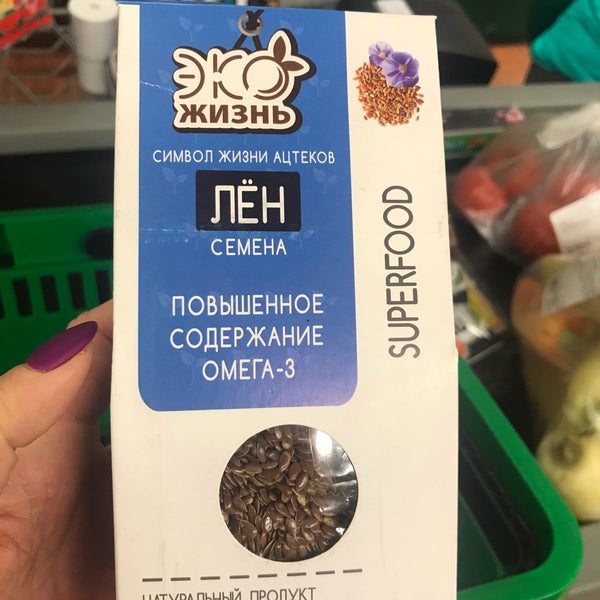 ЭКО
ЖИЗНЬ
СИМВОЛ ЖИЗНИ АЦТЕКОВ
ЛЁН
СЕМЕНА
ПОВЫШЕННОЕ
СОДЕРЖАНИЕ
ОМЕГА-3
SUPERFOOD
НАТУРАЛЬНЫЙ ПРОДУКТ